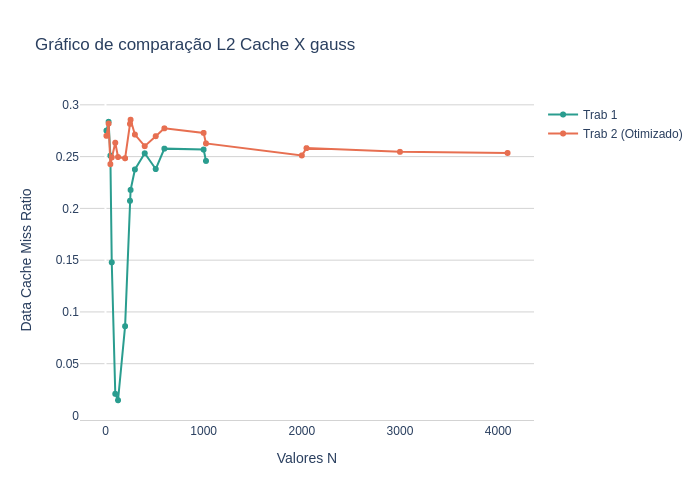 Gráfico de comparação L2 Cache X gauss
Trab 1
Trab 2 (Otimizado)
Data Cache Miss Ratio
0.3
0.25
0.2
0.15
0.1
0.05
0
0 1000 2000 3000 4000
Valores N